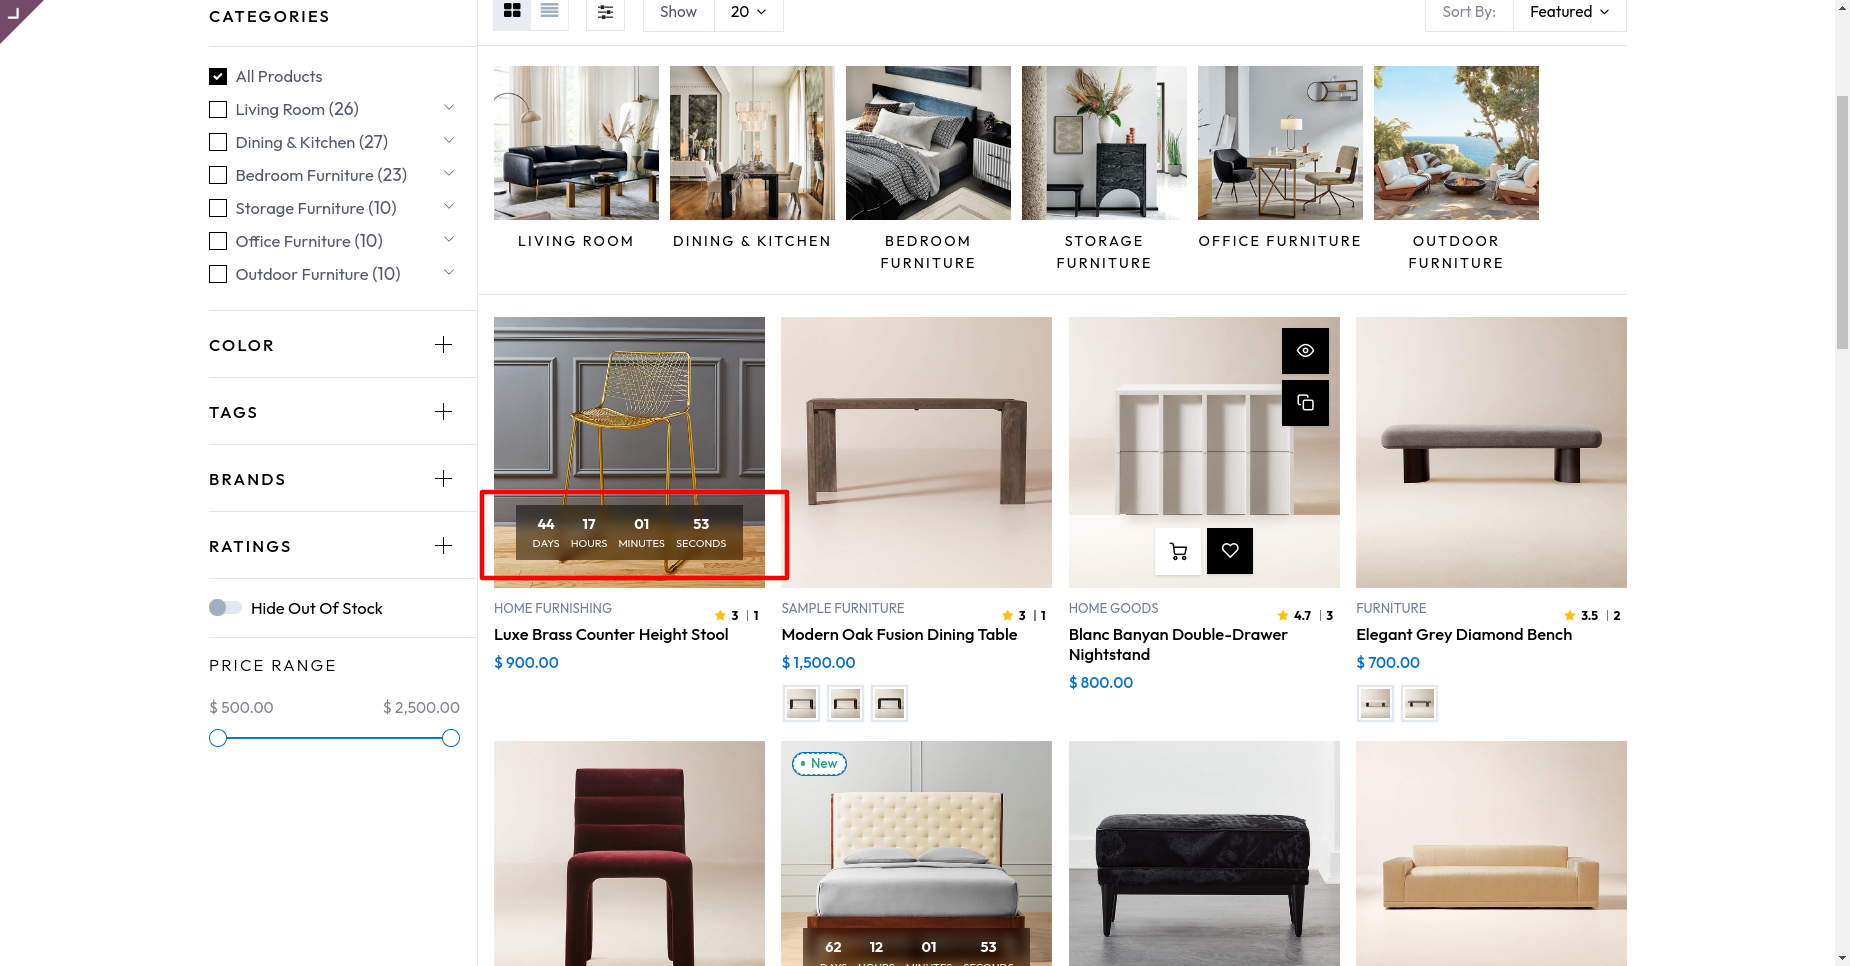 CATEGORIES
All Products
Living Room (26)
Dining & Kitchen (27)
Bedroom Furniture (23)
Storage Furniture (10)
Office Furniture (10)
Outdoor Furniture (10)
COLOR
TAGS
BRANDS
RATINGS
Hide Out Of Stock
PRICE RANGE
$ 500.00 $ 2,500.00
Show 20 Sort By: Featured
LIVING ROOM
DINING & KITCHEN
BEDROOM
FURNITURE
STORAGE
FURNITURE
OFFICE FURNITURE
OUTDOOR
FURNITURE
44 17 01 53
DAYS HOURS MINUTES SECONDS
HOME FURNISHING 3 | 1
Luxe Brass Counter Height Stool
$ 900.00
SAMPLE FURNITURE 3 | 1
Modern Oak Fusion Dining Table
$ 1,500.00
HOME GOODS 4.7 | 3
Blanc Banyan Double-Drawer
Nightstand
$ 800.00
FURNITURE 3.5 | 2
Elegant Grey Diamond Bench
$ 700.00
• New
62 12 01 53
DAYS HOURS MINUTES SECONDS